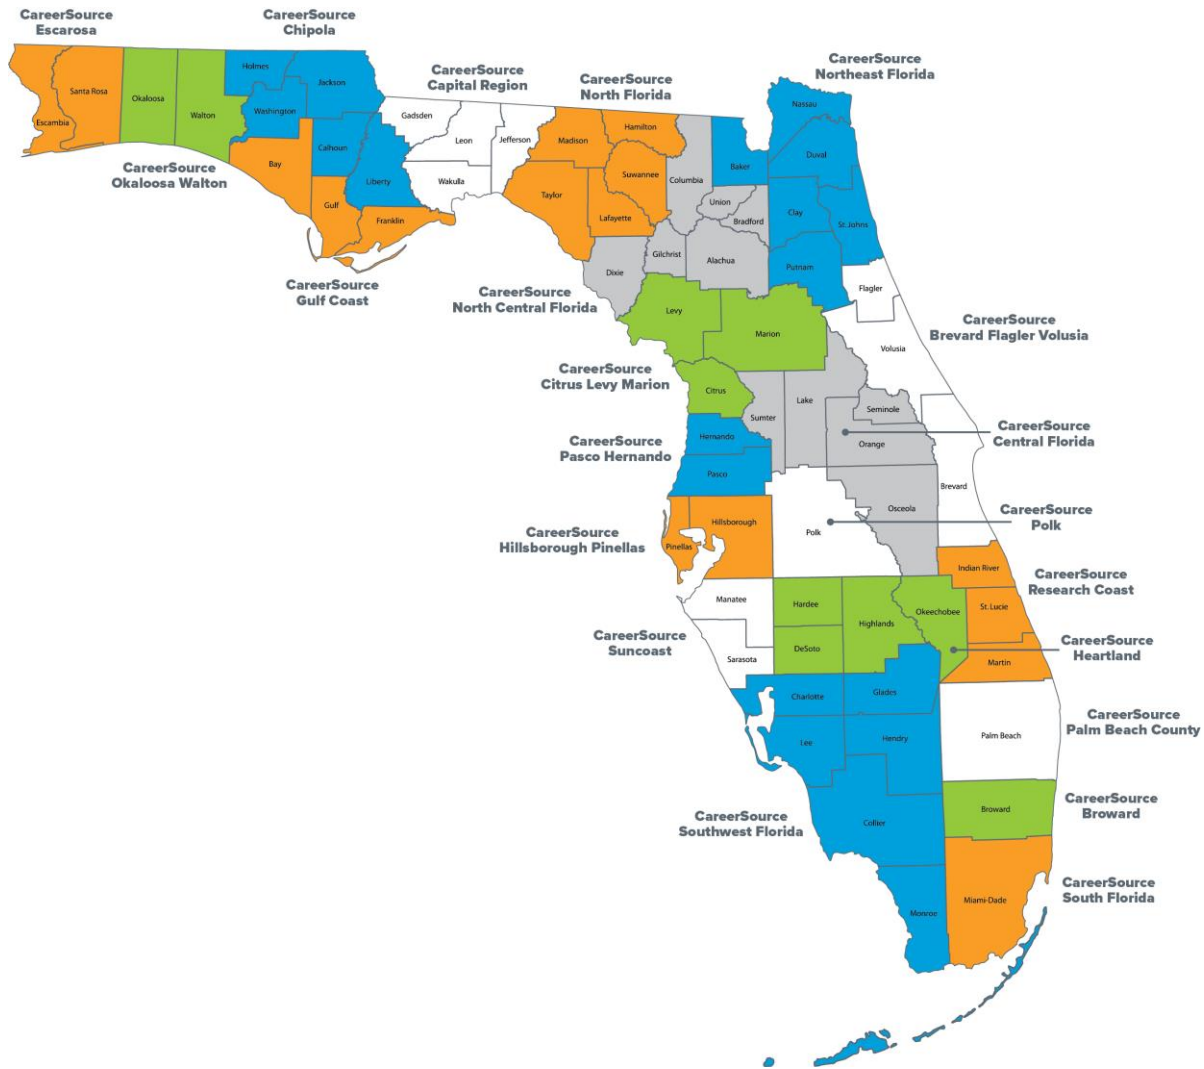 CareerSource
Escarosa
CareerSource
Chipola
CareerSource
Capital Region
CareerSource
North Florida
CareerSource
Northeast Florida
Escambia
Santa Rosa
Okaloosa
Walton
Holmes
Washington
Jackson
Calhoun
Liberty
Bay
Gulf
Franklin
Gadsden
Leon
Wakulla
Jefferson
Madison
Hamilton
Taylor
Suwannee
Lafayette
Columbia
Baker
Nassau
Duval
Union
Bradford
Clay
St. Johns
Putnam
Dixie
Gilchrist
Alachua
Flagler
CareerSource
Okaloosa Walton
CareerSource
Gulf Coast
CareerSource
North Central Florida
CareerSource
Brevard Flagler Volusia
Levy
Marion
Volusia
CareerSource
Citrus Levy Marion
Citrus
Sumter
Lake
Seminole
Orange
CareerSource
Central Florida
CareerSource
Pasco Hernando
Hernando
Pasco
Osceola
Brevard
CareerSource
Polk
Polk
CareerSource
Hillsborough Pinellas
Pinellas
Hillsborough
Indian River
CareerSource
Research Coast
Manatee
Hardee
Highlands
Okeechobee
St. Lucie
CareerSource
Suncoast
Sarasota
DeSoto
Martin
CareerSource
Heartland
Charlotte
Glades
Lee
Hendry
Palm Beach
CareerSource
Palm Beach County
CareerSource
Southwest Florida
Collier
Broward
CareerSource
Broward
Monroe
Miami-Dade
CareerSource
South Florida